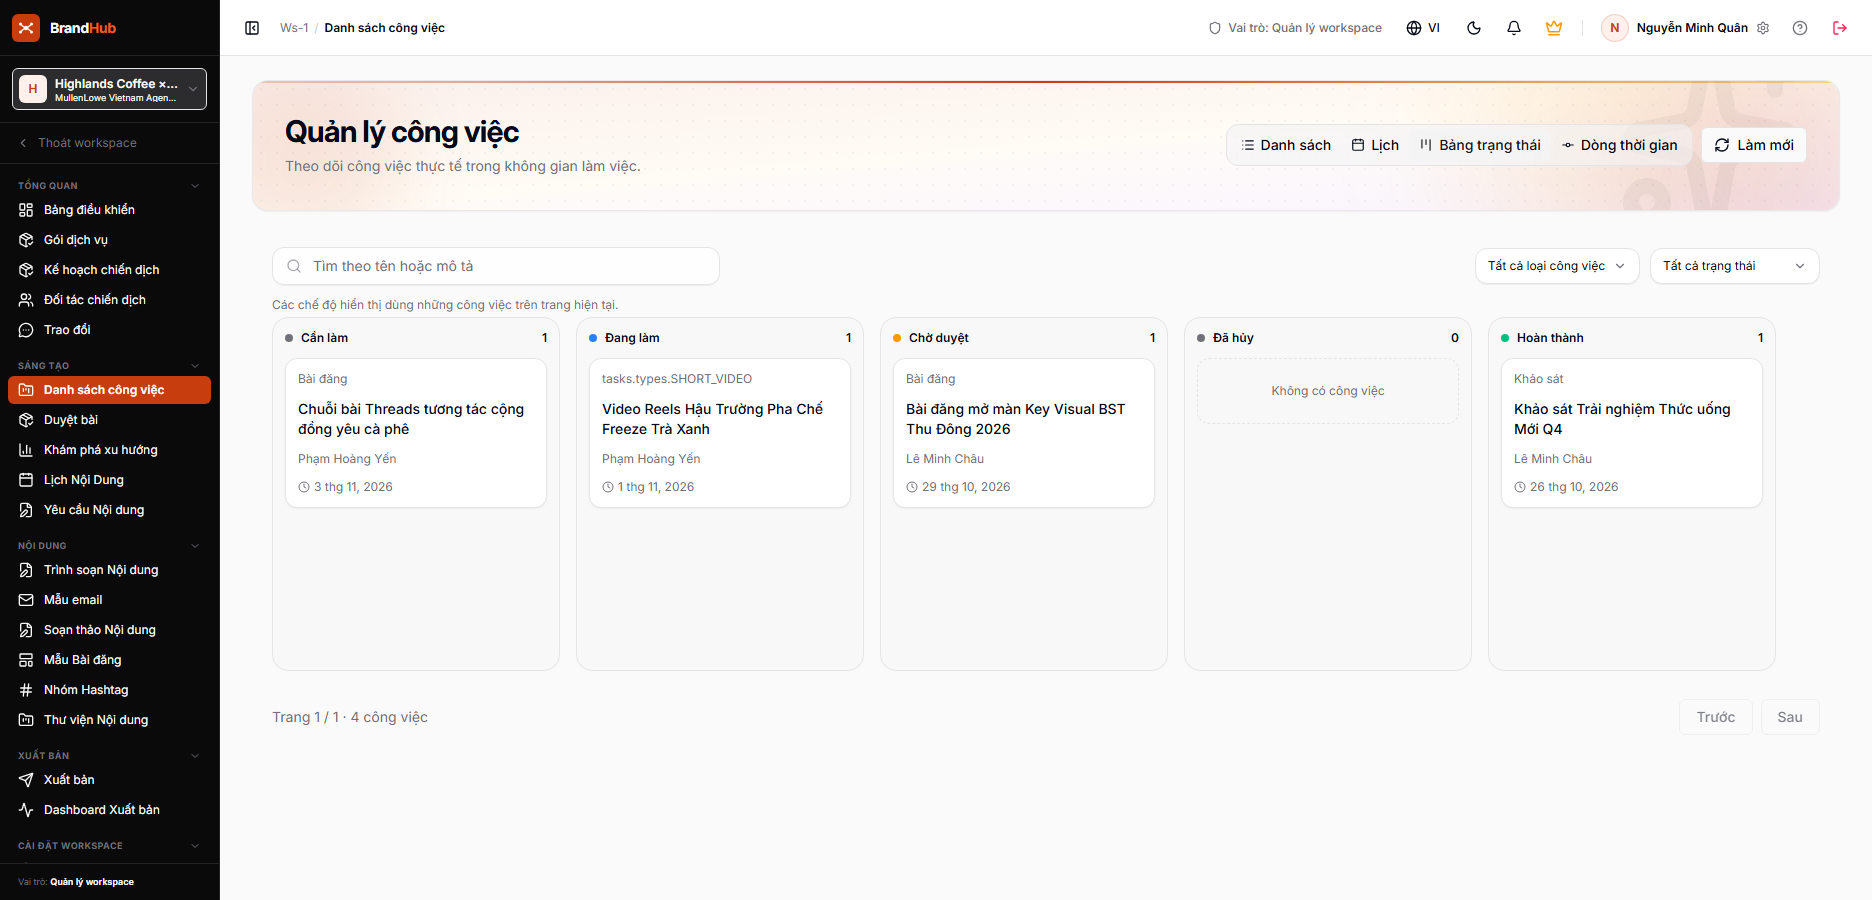 BrandHub
Highlands Coffee ×...
MullenLowe Vietnam Agen...
Thoát workspace
TỔNG QUAN
Bảng điều khiển
Gói dịch vụ
Kế hoạch chiến dịch
Đối tác chiến dịch
Trao đổi
SÁNG TẠO
Danh sách công việc
Duyệt bài
Khám phá xu hướng
Lịch Nội Dung
Yêu cầu Nội dung
NỘI DUNG
Trình soạn Nội dung
Mẫu email
Soạn thảo Nội dung
Mẫu Bài đăng
Nhóm Hashtag
Thư viện Nội dung
XUẤT BẢN
Xuất bản
Dashboard Xuất bản
CÀI ĐẶT WORKSPACE
Vai trò: Quản lý workspace
Ws-1 / Danh sách công việc
Vai trò: Quản lý workspace
VI
N
Nguyễn Minh Quân
Quản lý công việc
Theo dõi công việc thực tế trong không gian làm việc.
Danh sách
Lịch
Bảng trạng thái
Dòng thời gian
Làm mới
Tìm theo tên hoặc mô tả
Tất cả loại công việc
Tất cả trạng thái
Các chế độ hiển thị dùng những công việc trên trang hiện tại.
Cần làm 1
Bài đăng
Chuỗi bài Threads tương tác cộng
đồng yêu cà phê
Phạm Hoàng Yến
3 thg 11, 2026
Đang làm 1
tasks.types.SHORT_VIDEO
Video Reels Hậu Trường Pha Chế
Freeze Trà Xanh
Phạm Hoàng Yến
1 thg 11, 2026
Chờ duyệt 1
Bài đăng
Bài đăng mở màn Key Visual BST
Thu Đông 2026
Lê Minh Châu
29 thg 10, 2026
Đã hủy 0
Không có công việc
Hoàn thành 1
Khảo sát
Khảo sát Trải nghiệm Thức uống
Mới Q4
Lê Minh Châu
26 thg 10, 2026
Trang 1 / 1 · 4 công việc
Trước
Sau
H